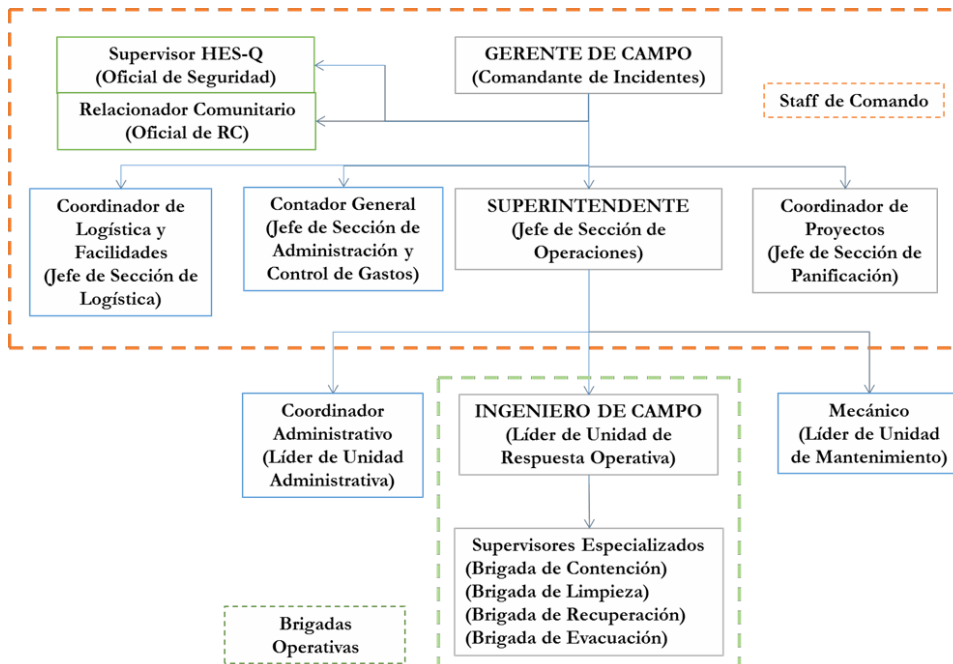 Supervisor HES-Q
(Oficial de Seguridad)
Relacionador Comunitario
(Oficial de RC)
GERENTE DE CAMPO
(Comandante de Incidentes)
Staff de Comando
Coordinador de
Logística y
Facilidades
(Jefe de Sección de
Logística)
Contador General
(Jefe de Sección de
Administración y
Control de Gastos)
SUPERINTENDENTE
(Jefe de Sección de
Operaciones)
Coordinador de
Proyectos
(Jefe de Sección de
Panificación)
Coordinador
Administrativo
(Líder de Unidad
Administrativa)
INGENIERO DE CAMPO
(Líder de Unidad de
Respuesta Operativa)
Mecánico
(Líder de Unidad
de Mantenimiento)
Supervisores Especializados
(Brigada de Contención)
(Brigada de Limpieza)
(Brigada de Recuperación)
(Brigada de Evacuación)
Brigadas
Operativas